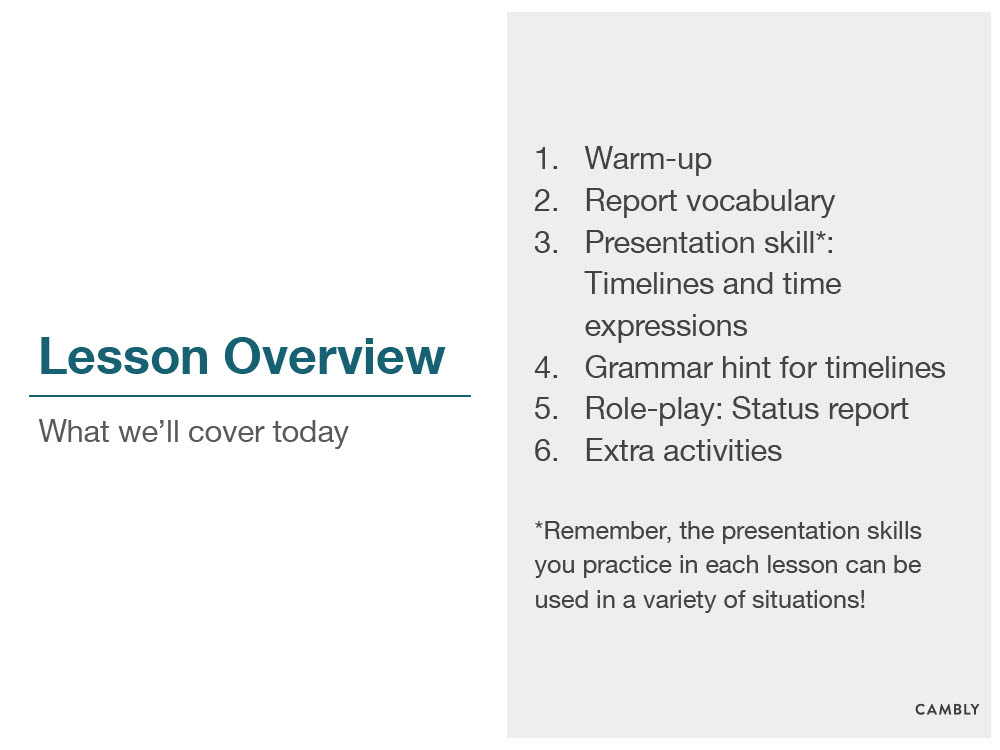 Lesson Overview
What we’ll cover today
1. Warm-up
2. Report vocabulary
3. Presentation skill*:
Timelines and time
expressions
4. Grammar hint for timelines
5. Role-play: Status report
6. Extra activities
*Remember, the presentation skills
you practice in each lesson can be
used in a variety of situations!
CAMBLY